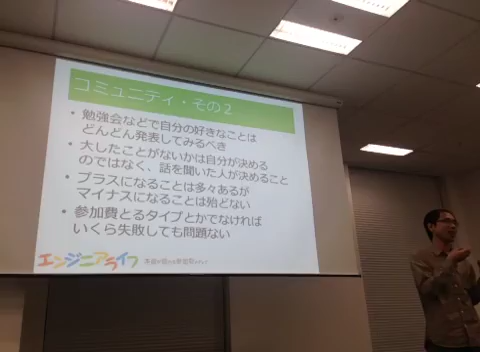 コミュニティ・その2
• 勉強会などで自分の好きなことは
どんどん発表してみるべき
• 大したことがないかは自分が決める
のではなく、話を聞いた人が決めること
• プラスになることは多々あるが
マイナスになることは殆どない
• 参加費とるタイプとかでなければ
いくら失敗しても問題ない
エンジニアライフ